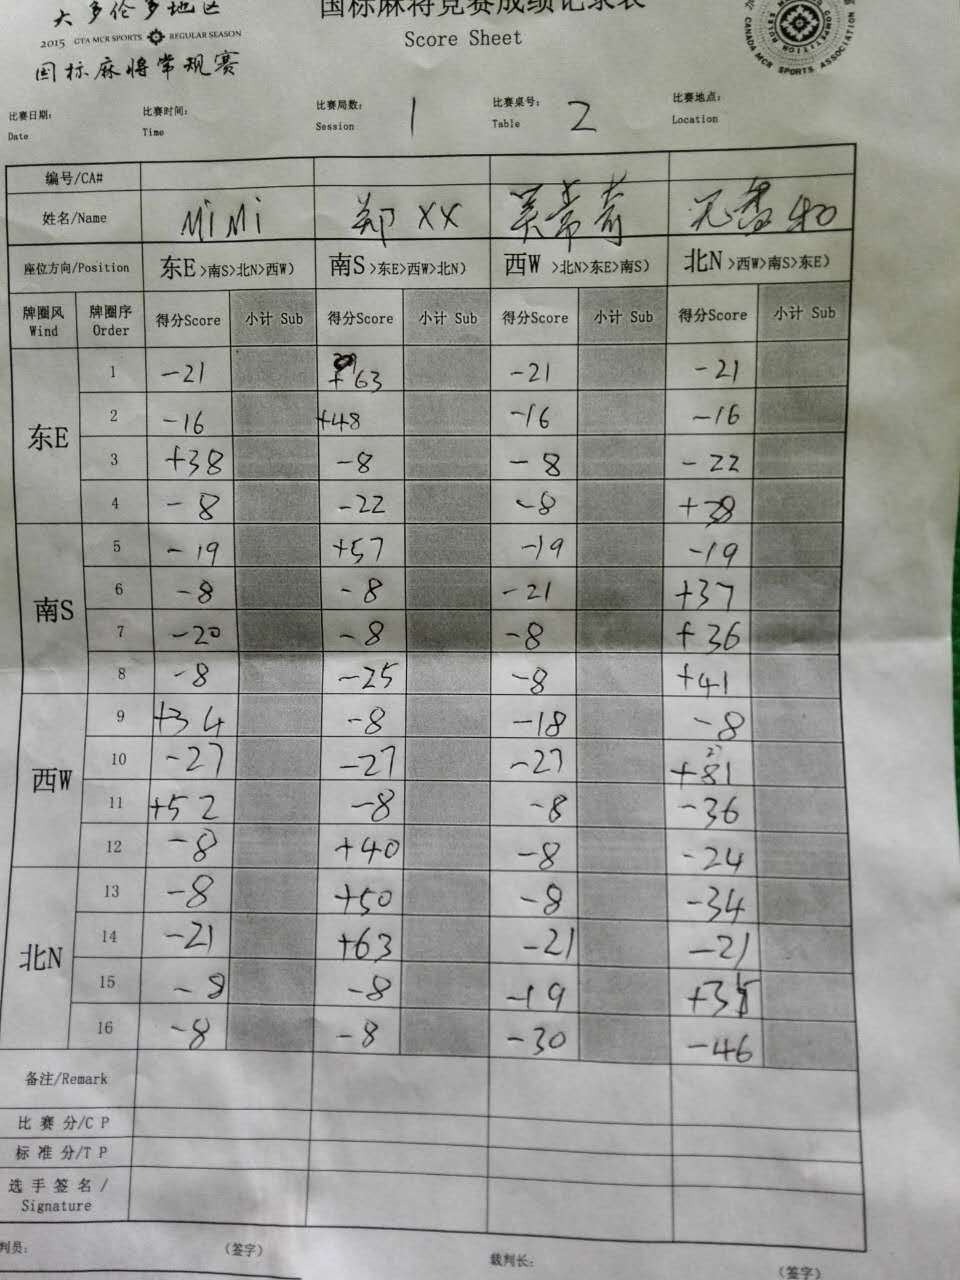 大多伦多地区
国标麻将竞赛成绩记录表
2015 GTA MCR SPORTS REGULAR SEASON
Score Sheet
国标麻将常规赛
CANADA MCR SPORTS ASSOCIATION
比赛日期: 比赛时间: 比赛局数: 1 比赛桌号: 2 比赛地点:
Date Time Session Table Location
编号/CA#
姓名/Name MiMi 郑XX
座位方向/Position 东E>南S>北N>西W) 南S>东E>西W>北N) 西W>北N>东E>南S) 北N>西W>南S>东E)
牌圈风 牌圈序 得分Score 小计 Sub 得分Score 小计 Sub 得分Score 小计 Sub 得分Score 小计 Sub
Wind Order
东E
1 -21 +63 -21 -21
2 -16 +48 -16 -16
3 +38 -8 -8 -22
4 -8 -22 -8 +38
南S
5 -19 +57 -19 -19
6 -8 -8 -21 +37
7 -20 -8 -8 +36
8 -8 -25 -8 +41
西W
9 +34 -8 -18 -8
10 -27 -27 -27 +81
11 +52 -8 -8 -36
12 -8 +40 -8 -24
北N
13 -8 +50 -8 -34
14 -21 +63 -21 -21
15 -8 -8 -19 +35
16 -8 -8 -30 -46
备注/Remark
比赛分/C P
标准分/T P
选手签名/
Signature
判员: (签字) 裁判长: (签字)